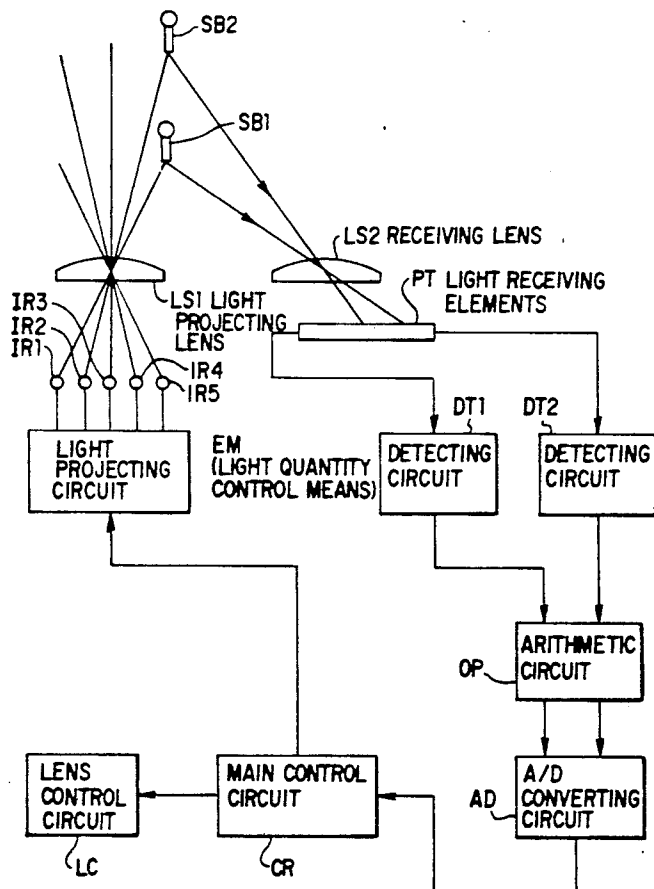 SB2
SB1
LS2 RECEIVING LENS
PT LIGHT RECEIVING
ELEMENTS
LS1 LIGHT
PROJECTING
LENS
IR3
IR2
IR1
IR4
IR5
LIGHT
PROJECTING
CIRCUIT
EM
(LIGHT QUANTITY
CONTROL MEANS)
DT1
DETECTING
CIRCUIT
DT2
DETECTING
CIRCUIT
ARITHMETIC
CIRCUIT
OP
LENS
CONTROL
CIRCUIT
LC
MAIN CONTROL
CIRCUIT
CR
A/D
CONVERTING
CIRCUIT
AD